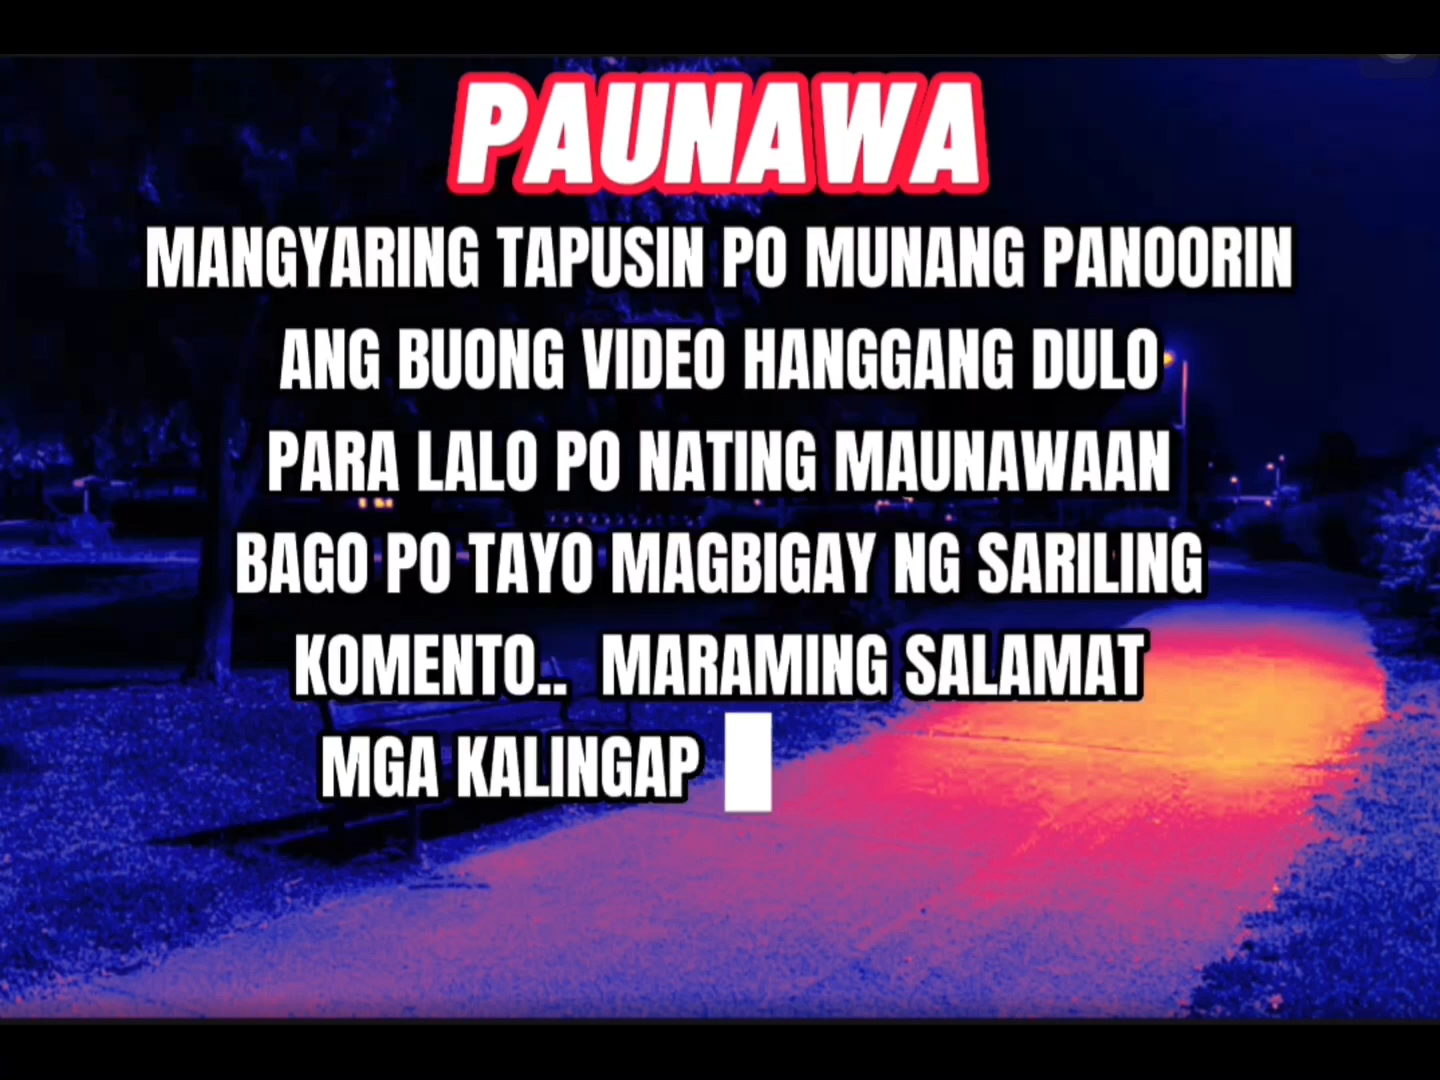 PAUNAWA
MANGYARING TAPUSIN PO MUNANG PANOORIN
ANG BUONG VIDEO HANGGANG DULO
PARA LALO PO NATING MAUNAWAAN
BAGO PO TAYO MAGBIGAY NG SARILING
KOMENTO.. MARAMING SALAMAT
MGA KALINGAP